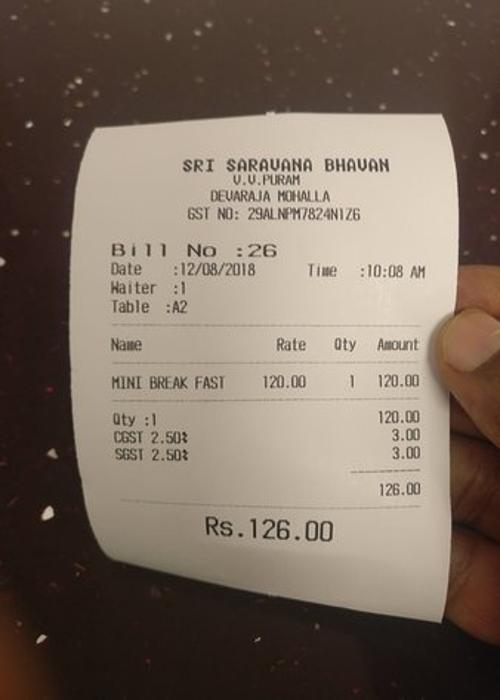 SRI SARAVANA BHAVAN
V.V.PURAM
DEVARAJA MOHALLA
GST NO: 29ALNPM7824N1Z6
Bill No :26
Date :12/08/2018 Time :10:08 AM
Waiter :1
Table :A2
Name Rate Qty Amount
MINI BREAK FAST 120.00 1 120.00
Qty :1 120.00
CGST 2.50% 3.00
SGST 2.50% 3.00
126.00
Rs.126.00